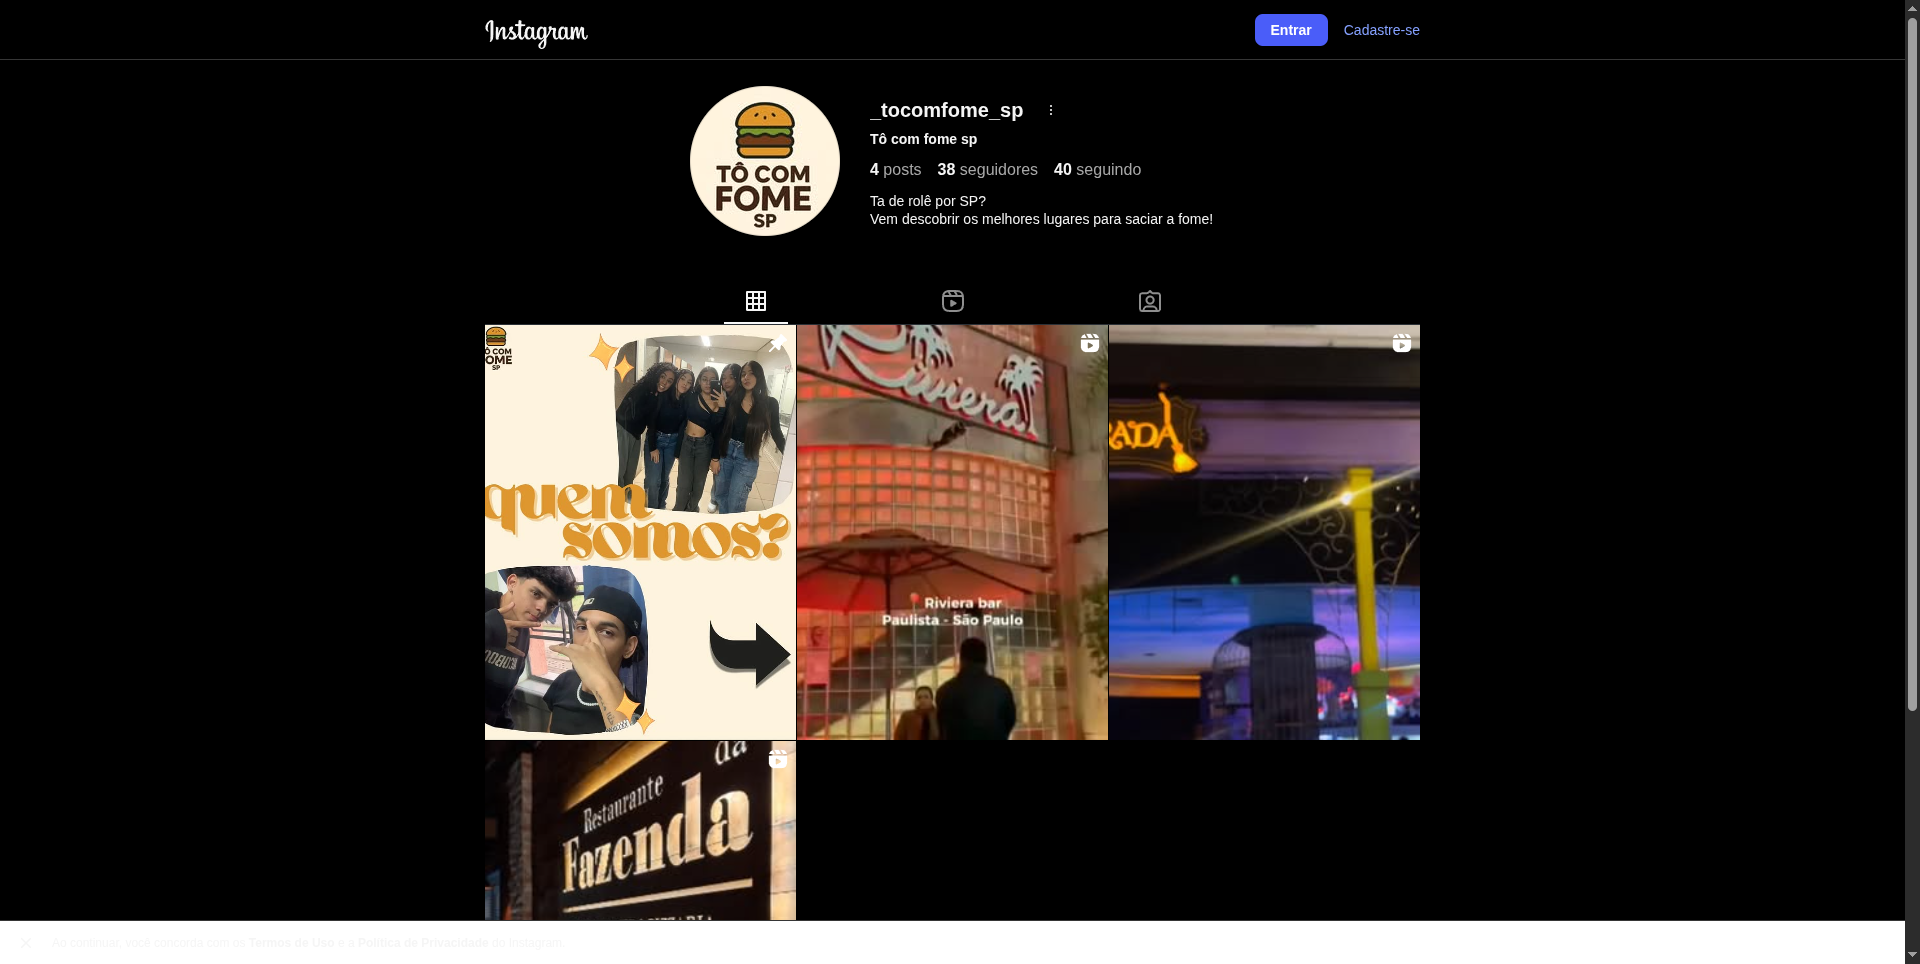 Instagram
Entrar
Cadastre-se
TÔ COM
FOME
SP
_tocomfome_sp
Tô com fome sp
4 posts 38 seguidores 40 seguindo
Ta de rolê por SP?
Vem descobrir os melhores lugares para saciar a fome!
Ô COM
OME
SP
quem
somos?
Riviera
Riviera bar
Paulista - São Paulo
RADA
da
Restaurante
Fazenda
Ao continuar, você concorda com os Termos de Uso e a Política de Privacidade do Instagram.